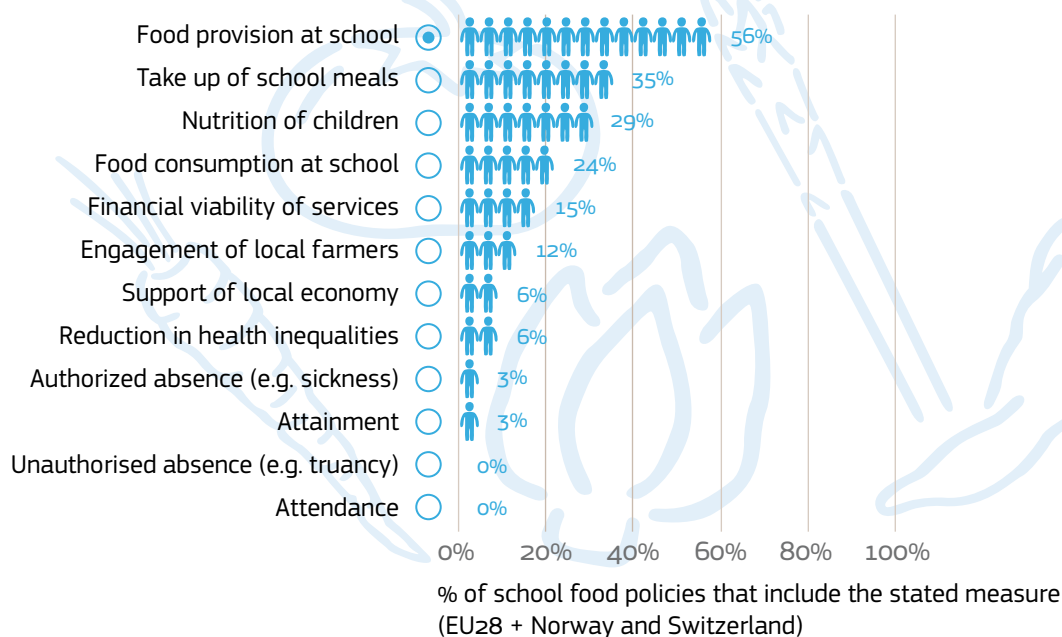 Food provision at school 56%
Take up of school meals 35%
Nutrition of children 29%
Food consumption at school 24%
Financial viability of services 15%
Engagement of local farmers 12%
Support of local economy 6%
Reduction in health inequalities 6%
Authorized absence (e.g. sickness) 3%
Attainment 3%
Unauthorised absence (e.g. truancy) 0%
Attendance 0%
0% 20% 40% 60% 80% 100%
% of school food policies that include the stated measure
(EU28 + Norway and Switzerland)